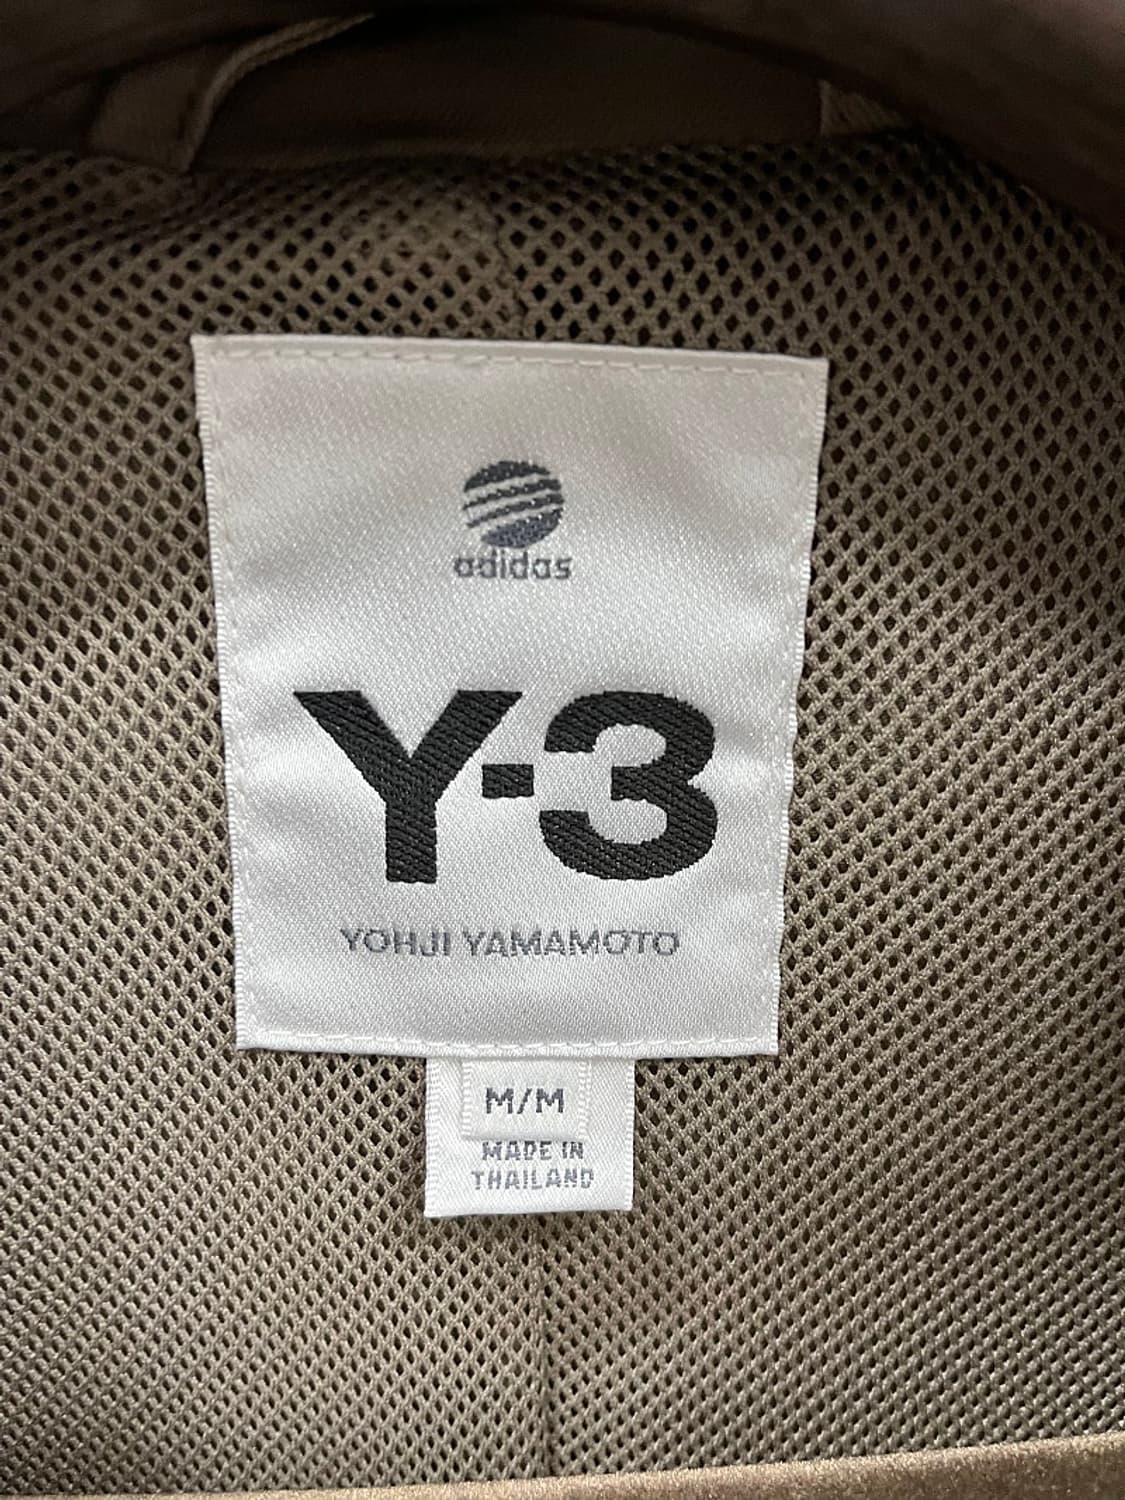 adidas
Y-3
YOHJI YAMAMOTO
M/M
MADE IN
THAILAND